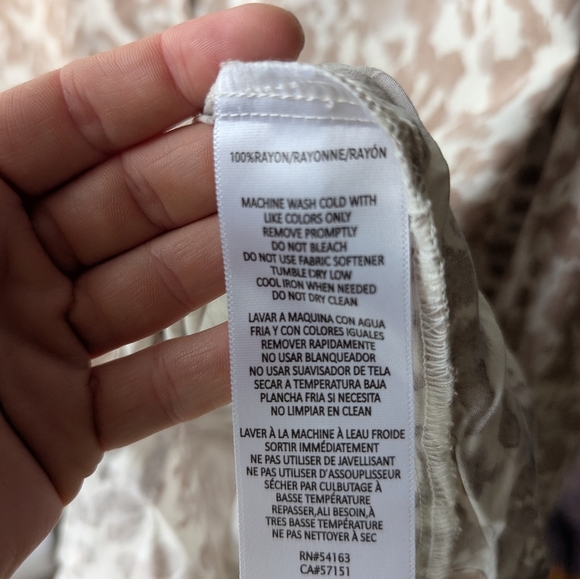 100%RAYON/RAYONNE/RAYÓN
MACHINE WASH COLD WITH
LIKE COLORS ONLY
REMOVE PROMPTLY
DO NOT BLEACH
DO NOT USE FABRIC SOFTENER
TUMBLE DRY LOW
COOL IRON WHEN NEEDED
DO NOT DRY CLEAN
LAVAR A MAQUINA CON AGUA
FRIA Y CON COLORES IGUALES
REMOVER RAPIDAMENTE
NO USAR BLANQUEADOR
NO USAR SUAVISADOR DE TELA
SECAR A TEMPERATURA BAJA
PLANCHA FRIA SI NECESITA
NO LIMPIAR EN CLEAN
LAVER À LA MACHINE À LEAU FROIDE
SORTIR IMMÉDIATEMENT
NE PAS UTILISER DE JAVELLISANT
NE PAS UTILISER D'ASSOUPLISSEUR
SÉCHER PAR CULBUTAGE À
BASSE TEMPÉRATURE
REPASSER,ALI BESOIN,À
TRES BASSE TEMPÉRATURE
NE PAS NETTOYER À SEC
RN#54163
CA#57151